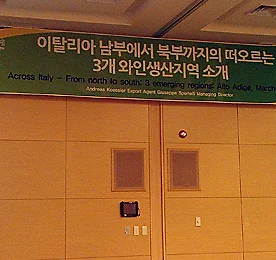 이탈리아 남부에서 북부까지의 떠오르는
3개 와인생산지역 소개
Across Italy - From north to south: 3 emerging regions: Alto Adige, March
Andreas Koessler Export Agent Giuseppe Sportelli Managing Director